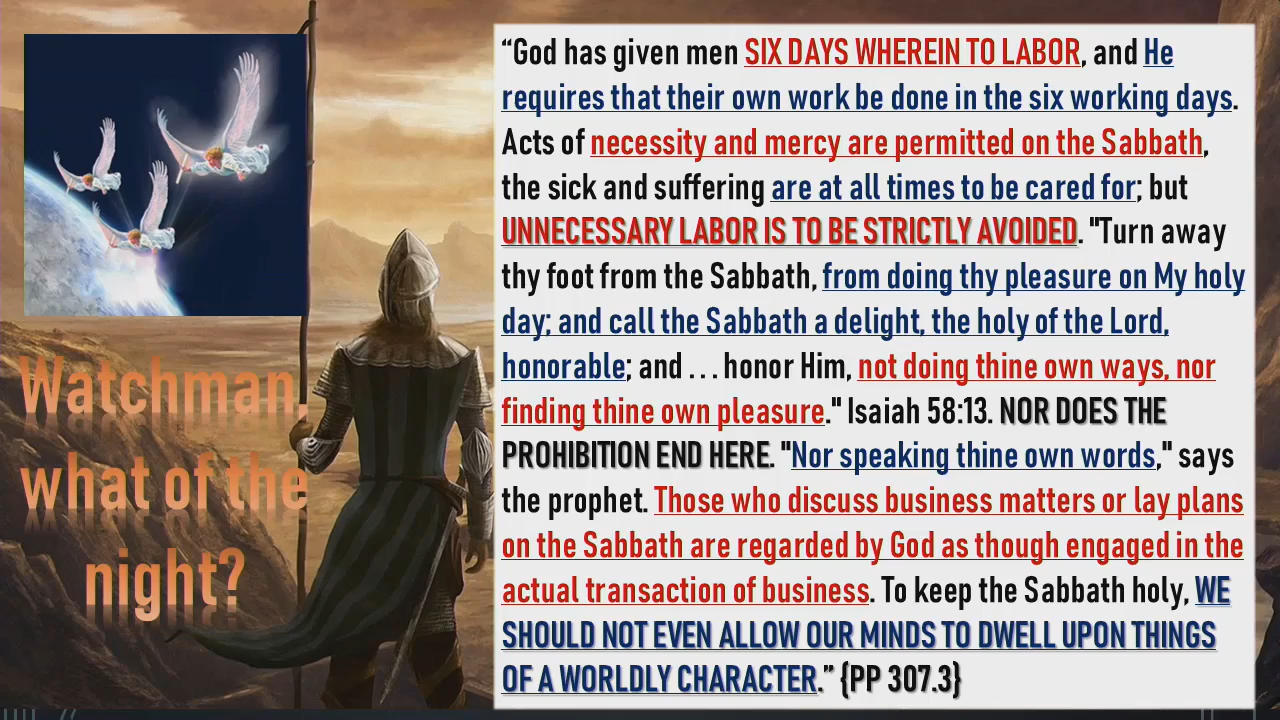 Watchman,
what of the
night?
“God has given men SIX DAYS WHEREIN TO LABOR, and He
requires that their own work be done in the six working days.
Acts of necessity and mercy are permitted on the Sabbath,
the sick and suffering are at all times to be cared for; but
UNNECESSARY LABOR IS TO BE STRICTLY AVOIDED. "Turn away
thy foot from the Sabbath, from doing thy pleasure on My holy
day; and call the Sabbath a delight, the holy of the Lord,
honorable; and . . . honor Him, not doing thine own ways, nor
finding thine own pleasure." Isaiah 58:13. NOR DOES THE
PROHIBITION END HERE. "Nor speaking thine own words," says
the prophet. Those who discuss business matters or lay plans
on the Sabbath are regarded by God as though engaged in the
actual transaction of business. To keep the Sabbath holy, WE
SHOULD NOT EVEN ALLOW OUR MINDS TO DWELL UPON THINGS
OF A WORLDLY CHARACTER.” {PP 307.3}